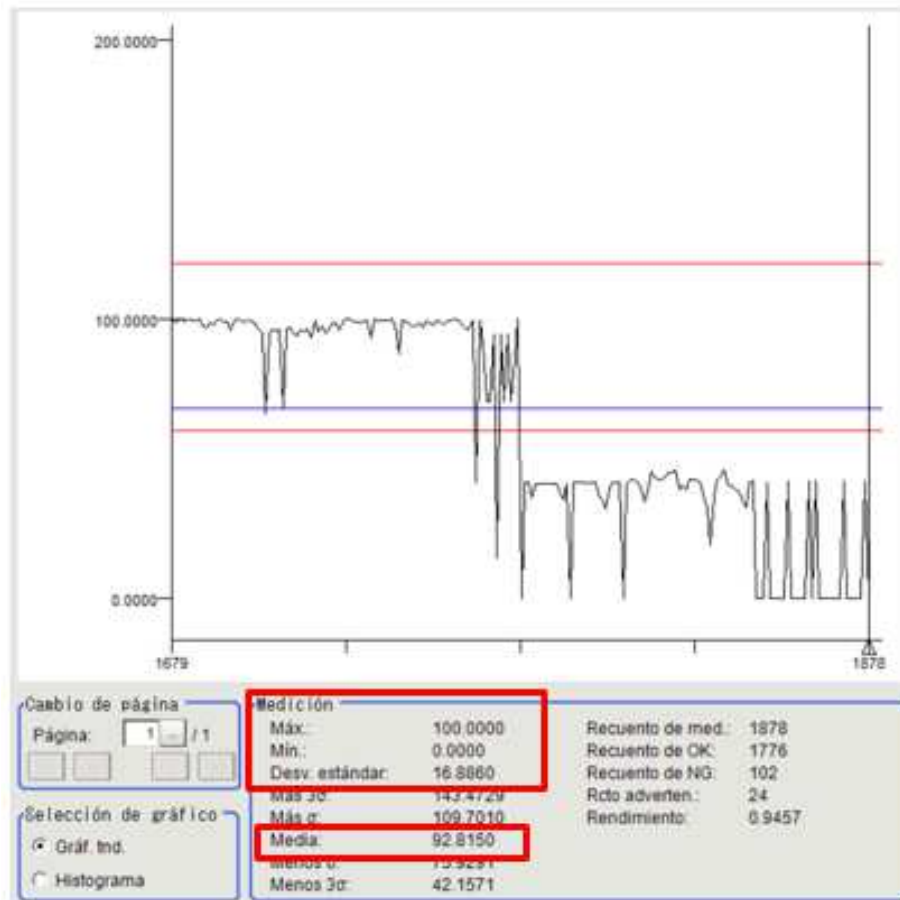 200.0000
100.0000
0.0000
1679
1878
Cambio de página
Página: 1 ... / 1
Selección de gráfico
Gráf. tnd.
Histograma
Medición
Máx.: 100.0000
Mín.: 0.0000
Desv. estándar: 16.8860
Más 3σ: 143.4729
Más σ: 109.7010
Media: 92.8150
Menos σ: 75.9291
Menos 3σ: 42.1571
Recuento de med.: 1878
Recuento de OK: 1776
Recuento de NG: 102
Rcto adverten.: 24
Rendimiento: 0.9457